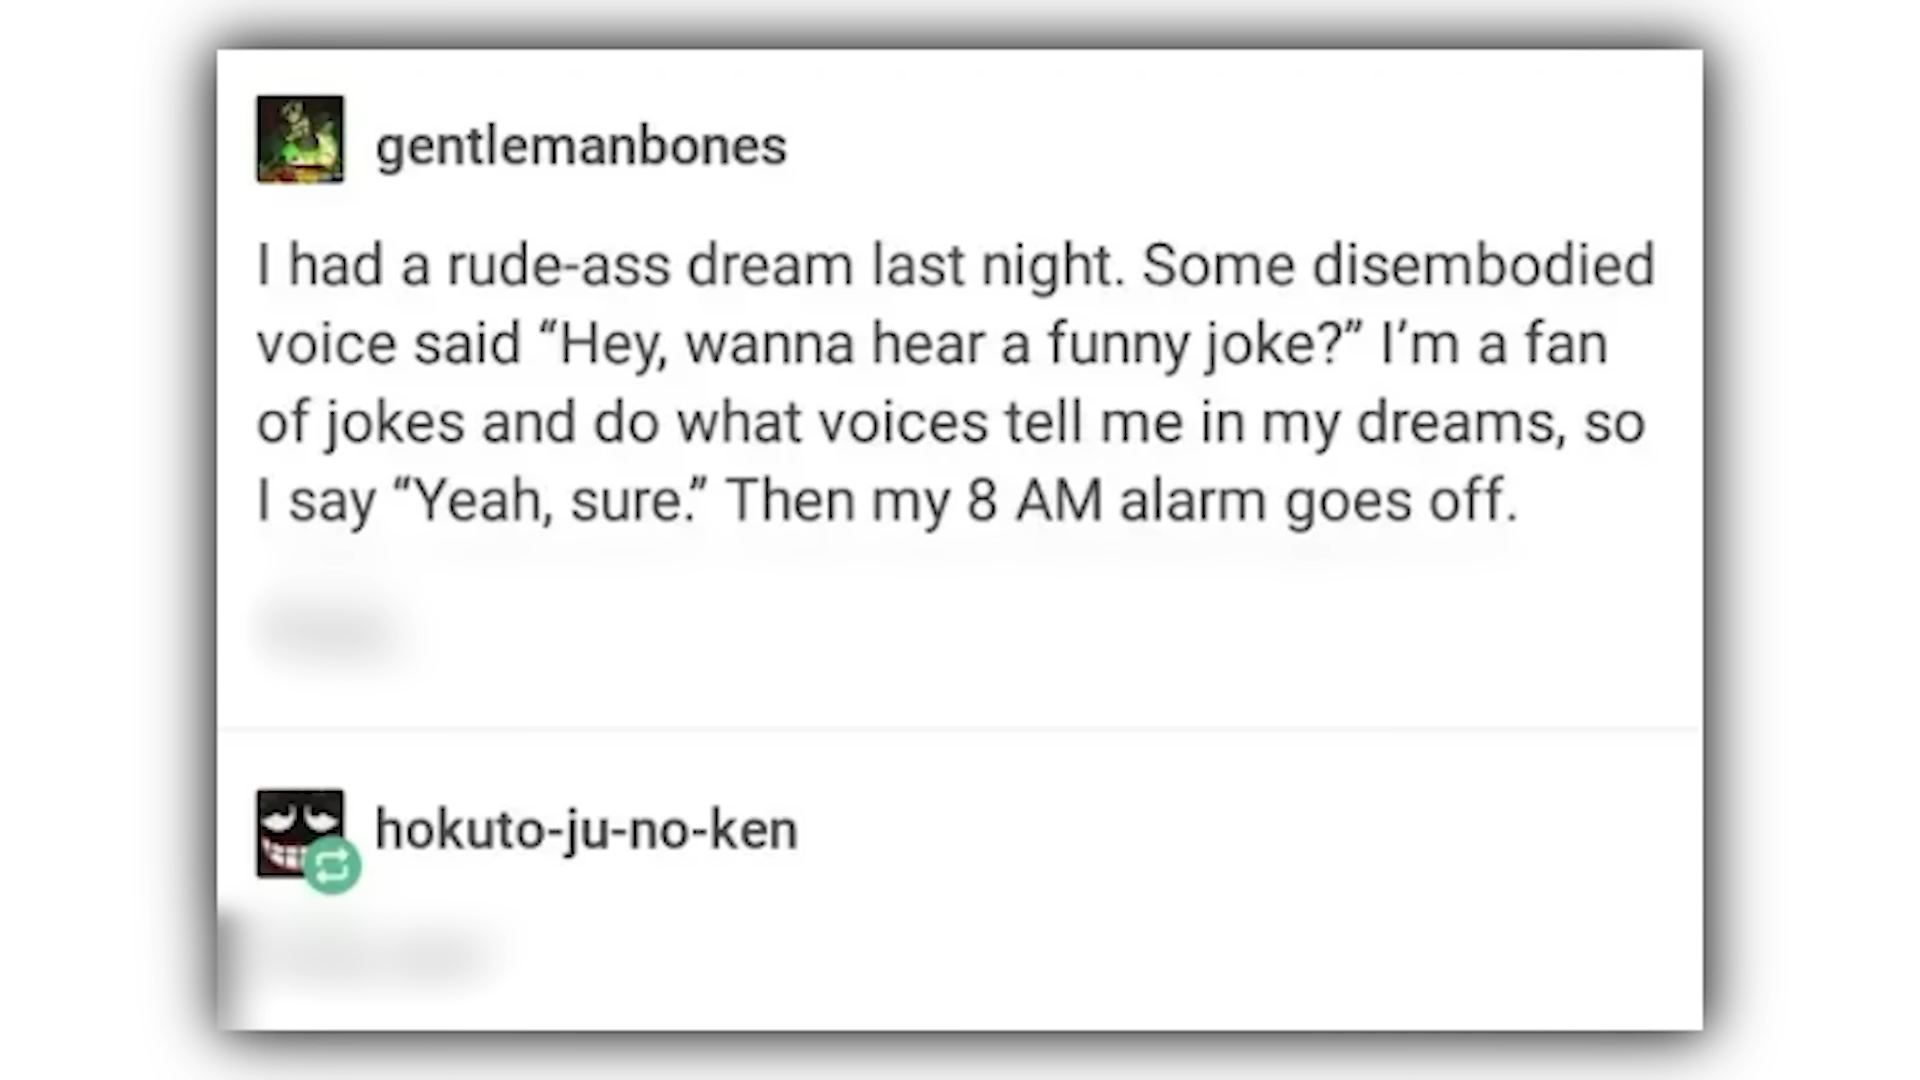 gentlemanbones
I had a rude-ass dream last night. Some disembodied
voice said “Hey, wanna hear a funny joke?” I’m a fan
of jokes and do what voices tell me in my dreams, so
I say “Yeah, sure.” Then my 8 AM alarm goes off.
hokuto-ju-no-ken